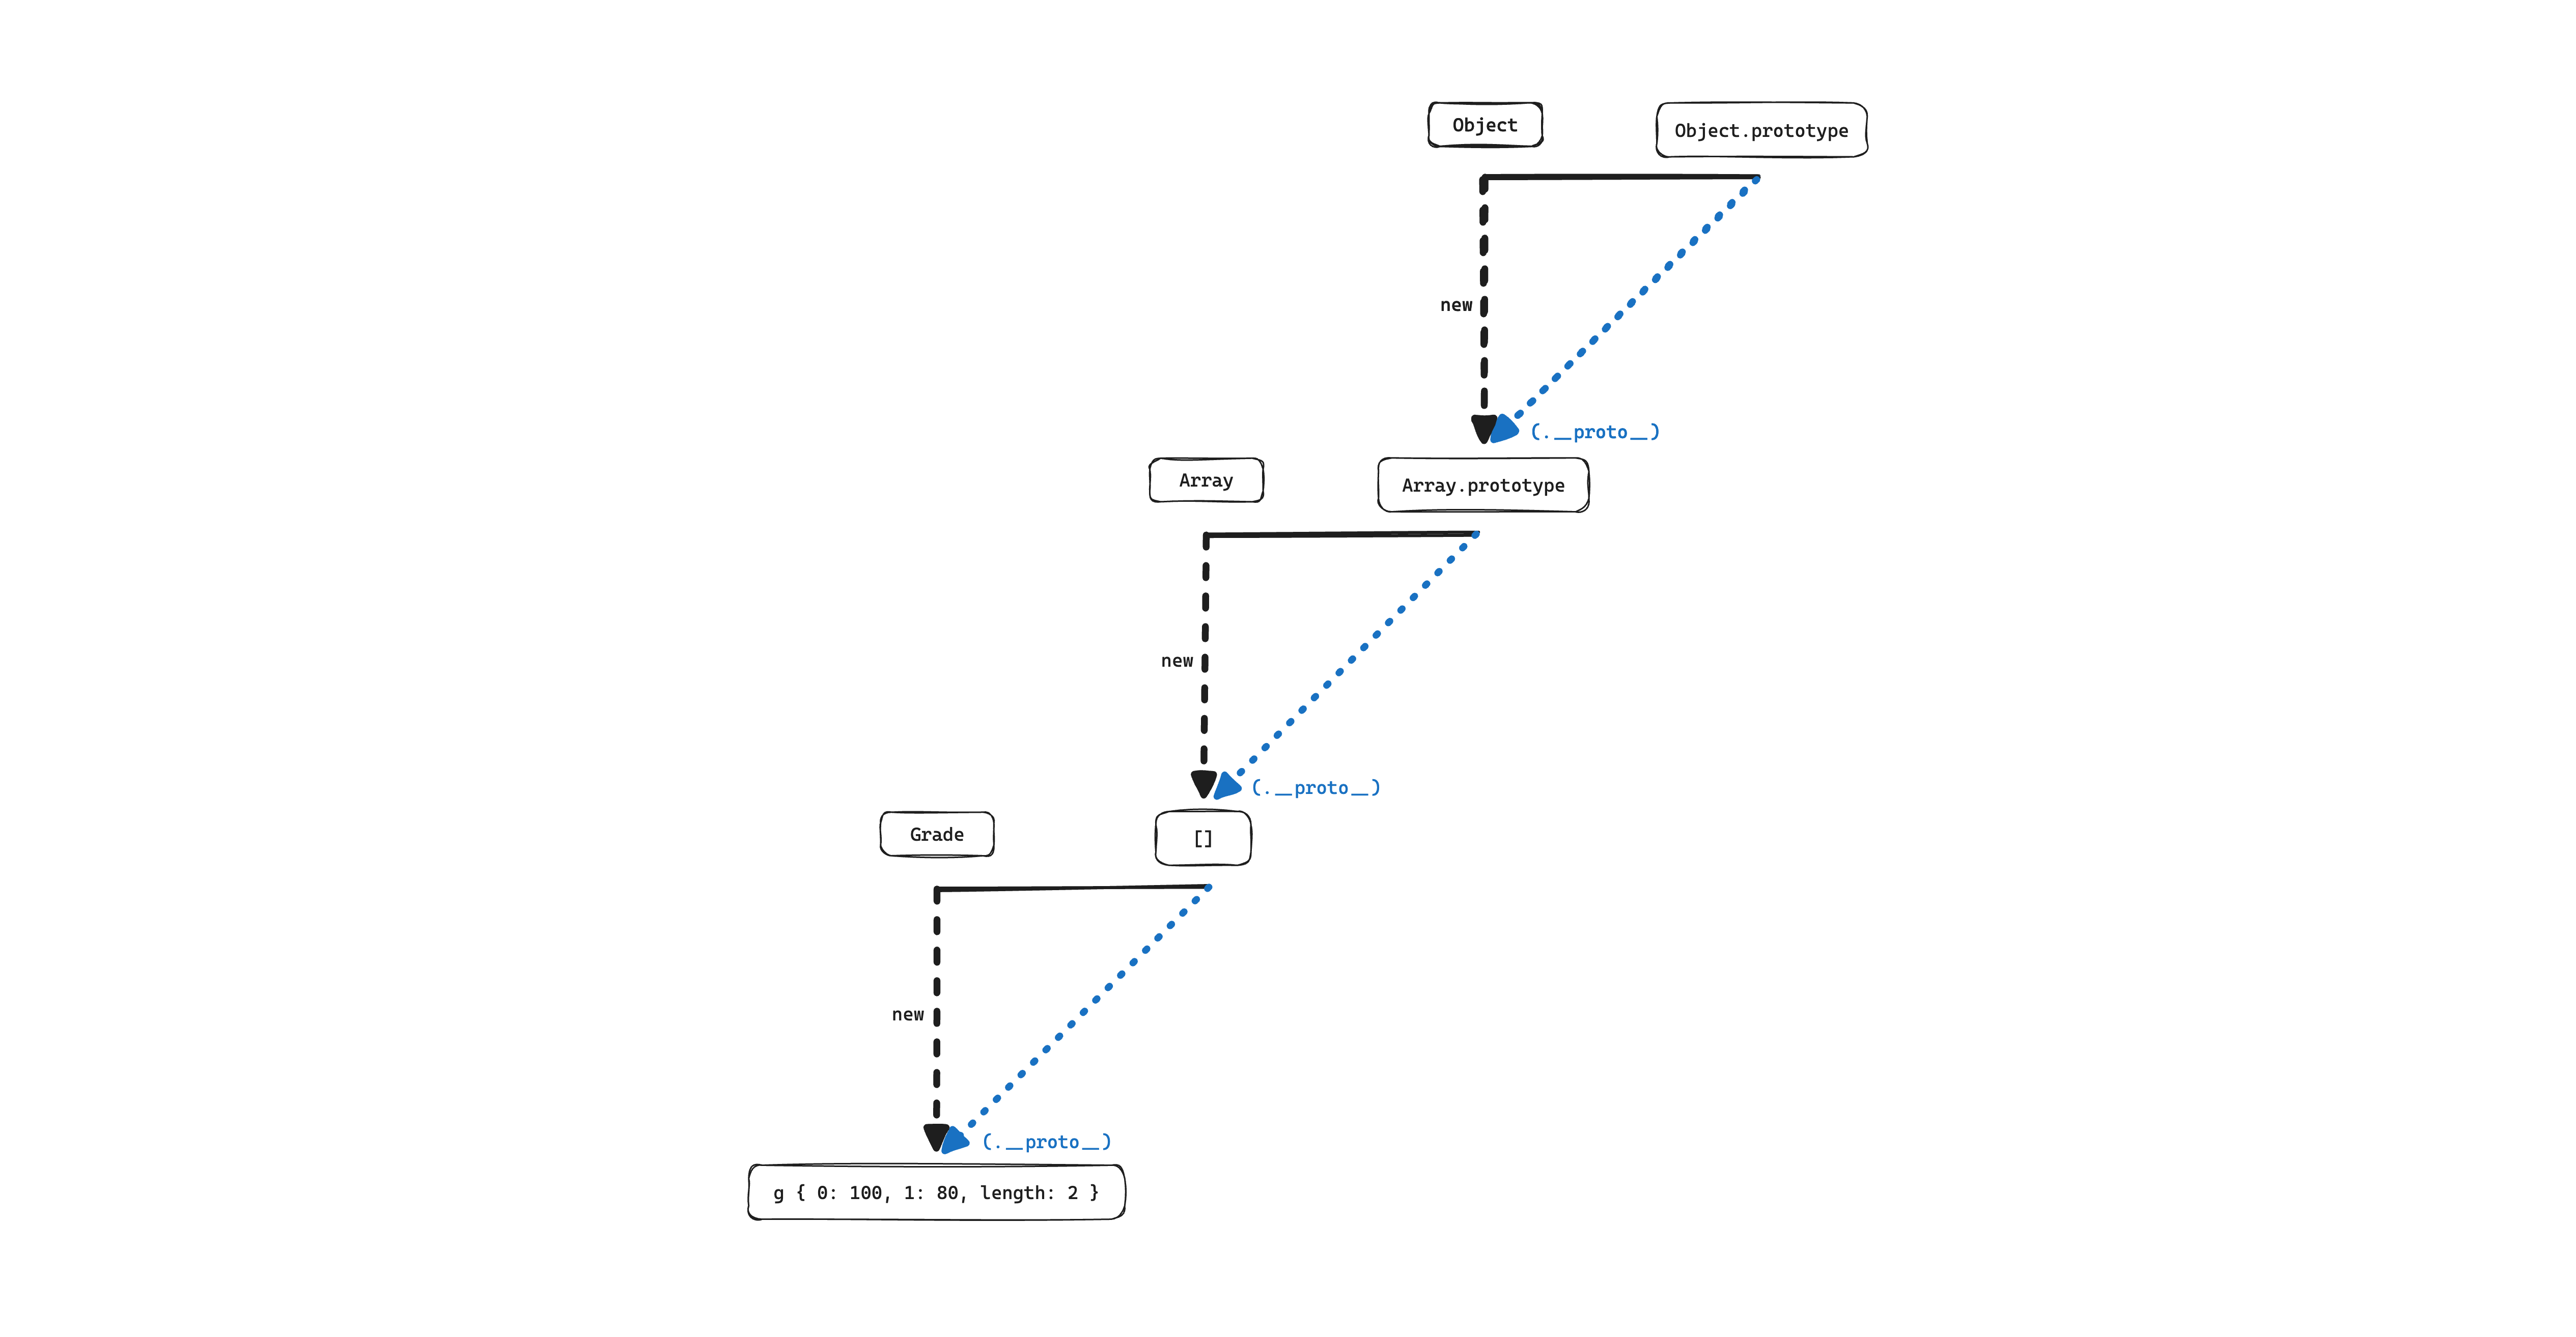 Object
Object.prototype
new
(.__proto__)
Array
Array.prototype
new
(.__proto__)
Grade
[]
new
(.__proto__)
g { 0: 100, 1: 80, length: 2 }